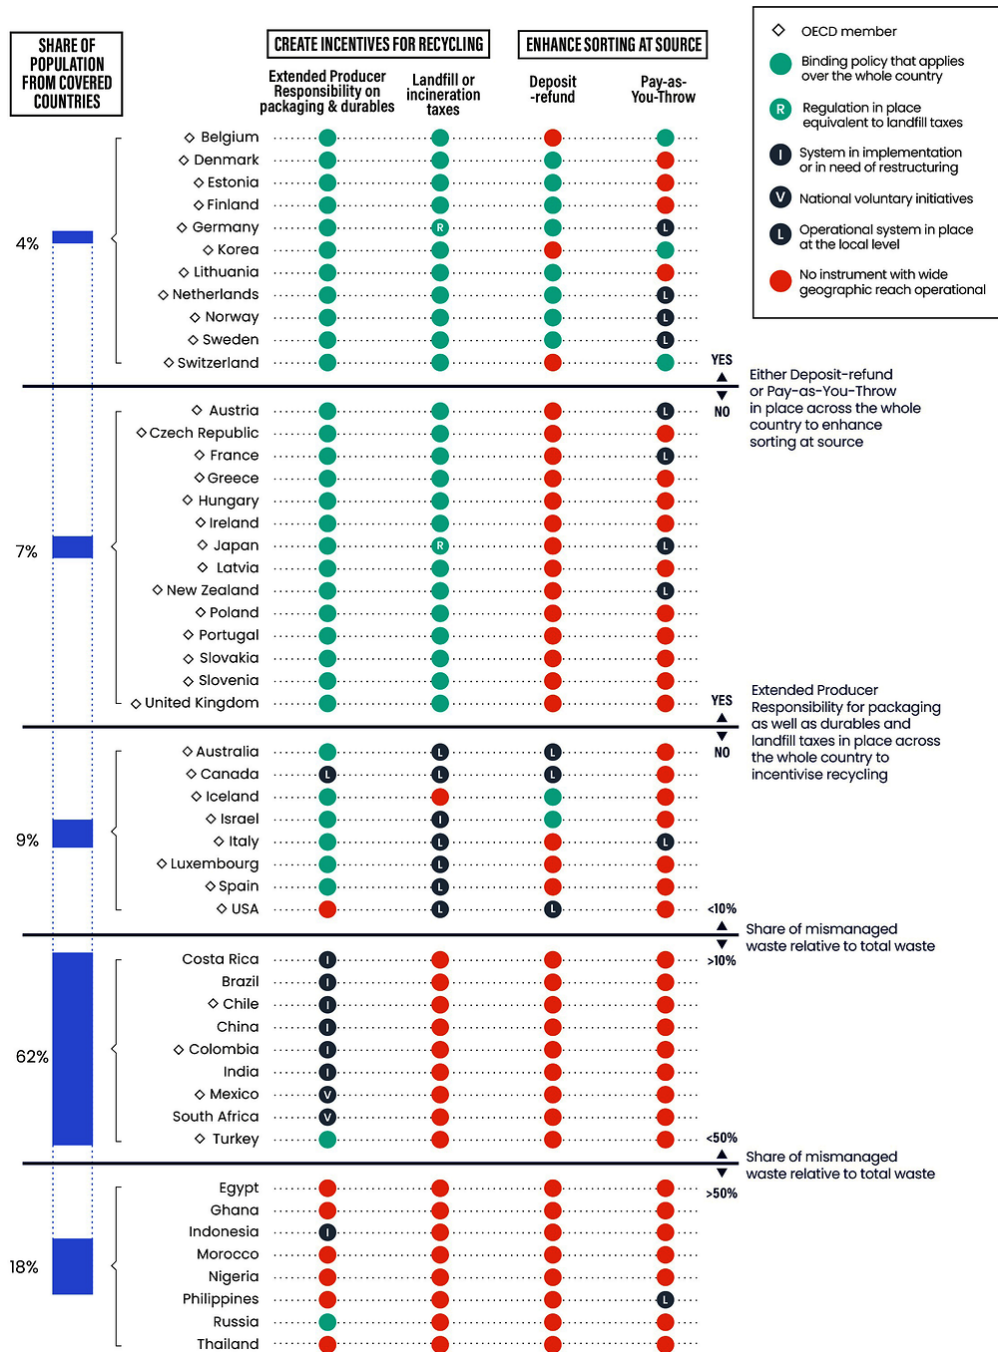 SHARE OF
POPULATION
FROM COVERED
COUNTRIES
CREATE INCENTIVES FOR RECYCLING
ENHANCE SORTING AT SOURCE
Extended Producer
Responsibility on
packaging & durables
Landfill or
incineration
taxes
Deposit
-refund
Pay-as-
You-Throw
OECD member
Binding policy that applies
over the whole country
R
Regulation in place
equivalent to landfill taxes
I
System in implementation
or in need of restructuring
V
National voluntary initiatives
L
Operational system in place
at the local level
No instrument with wide
geographic reach operational
4%
Belgium
Denmark
Estonia
Finland
Germany R L
Korea
Lithuania
Netherlands L
Norway L
Sweden L
Switzerland
YES
NO
Either Deposit-refund
or Pay-as-You-Throw
in place across the whole
country to enhance
sorting at source
7%
Austria L
Czech Republic
France L
Greece
Hungary
Ireland
Japan R L
Latvia
New Zealand L
Poland
Portugal
Slovakia
Slovenia
United Kingdom
YES
NO
Extended Producer
Responsibility for packaging
as well as durables and
landfill taxes in place across
the whole country to
incentivise recycling
9%
Australia L L
Canada L L L
Iceland
Israel I
Italy L L
Luxembourg L
Spain L
USA L L
<10%
>10%
Share of mismanaged
waste relative to total waste
62%
Costa Rica I
Brazil I
Chile I
China I
Colombia I
India I
Mexico V
South Africa V
Turkey
<50%
>50%
Share of mismanaged
waste relative to total waste
18%
Egypt
Ghana
Indonesia I
Morocco
Nigeria
Philippines L
Russia
Thailand